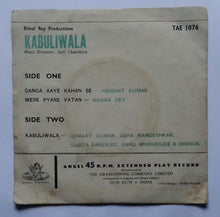 Bimal Roy Productions
TAE 1076
KABULIWALA
Music Director: Salil Chowdhury
SIDE ONE
GANGA AAYE KAHAN SE - HEMANT KUMAR
MERE PYARE VATAN - MANNA DEY
SIDE TWO
KABULIWALA - HEMANT KUMAR, USHA MANGESHKAR,
SABITA BANERJEE, RANU MUKHERJEE & CHORUS
ANGEL 45 R.P.M. EXTENDED PLAY RECORD
THE GRAMOPHONE COMPANY LIMITED
DUM DUM • INDIA